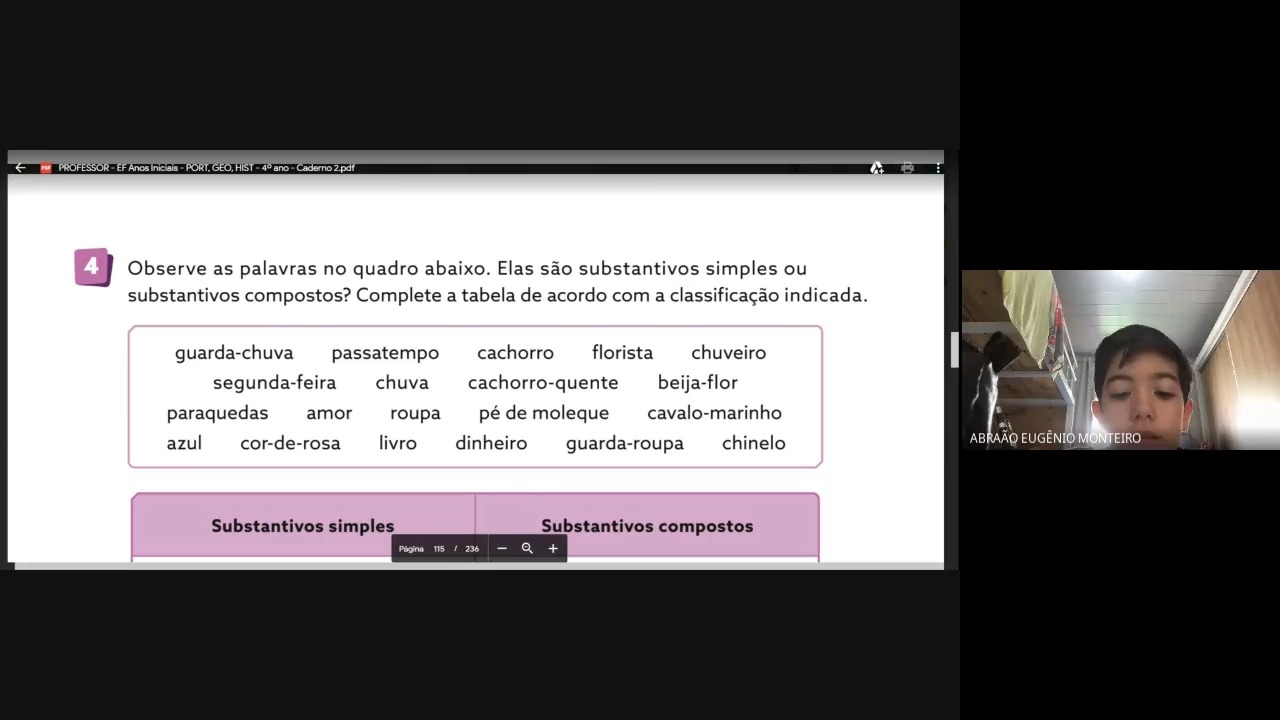 PROFESSOR - EF Anos Iniciais - PORT, GEO, HIST - 4º ano - Caderno 2.pdf
4
Observe as palavras no quadro abaixo. Elas são substantivos simples ou
substantivos compostos? Complete a tabela de acordo com a classificação indicada.
guarda-chuva passatempo cachorro florista chuveiro
segunda-feira chuva cachorro-quente beija-flor
paraquedas amor roupa pé de moleque cavalo-marinho
azul cor-de-rosa livro dinheiro guarda-roupa chinelo
Substantivos simples Substantivos compostos
Página 115 / 236
ABRAÃO EUGÊNIO MONTEIRO